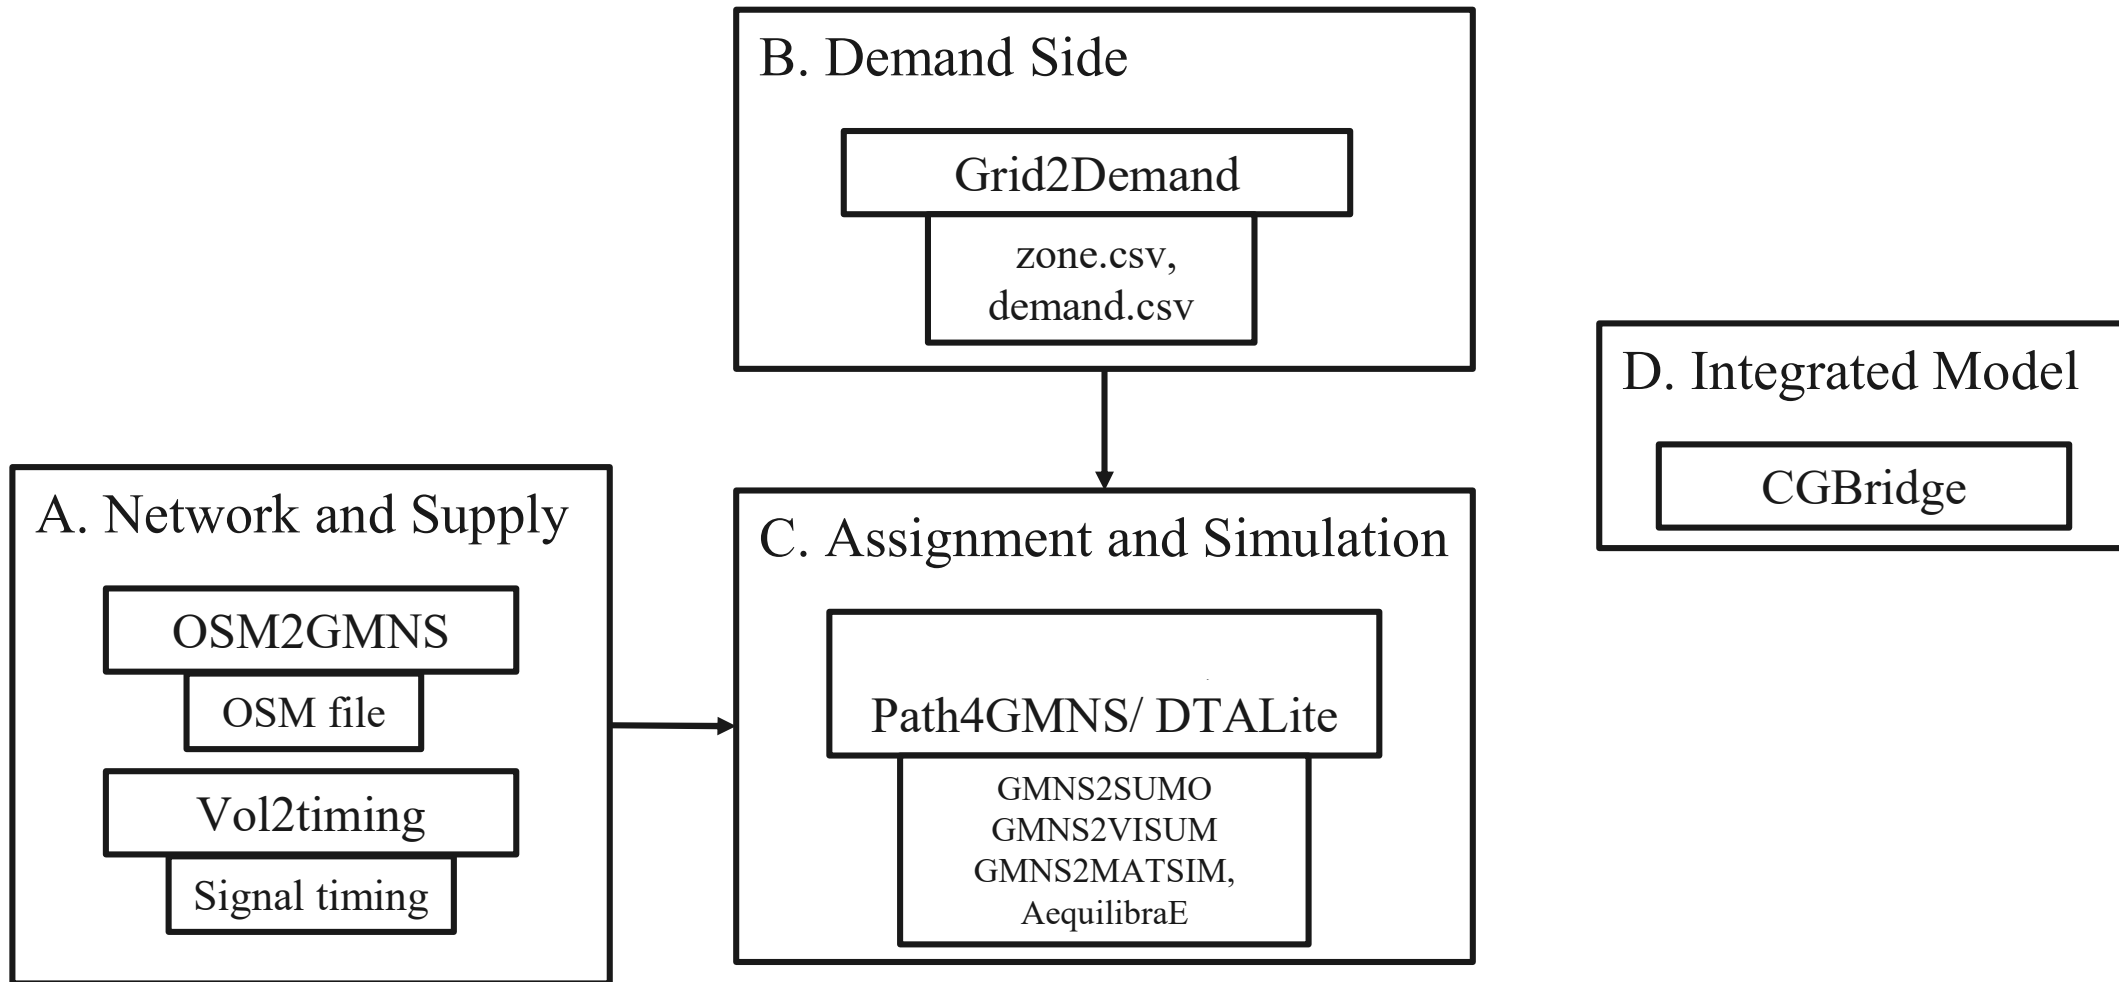 B. Demand Side
Grid2Demand
zone.csv,
demand.csv
D. Integrated Model
CGBridge
A. Network and Supply
OSM2GMNS
OSM file
Vol2timing
Signal timing
C. Assignment and Simulation
Path4GMNS/ DTALite
GMNS2SUMO
GMNS2VISUM
GMNS2MATSIM,
AequilibraE